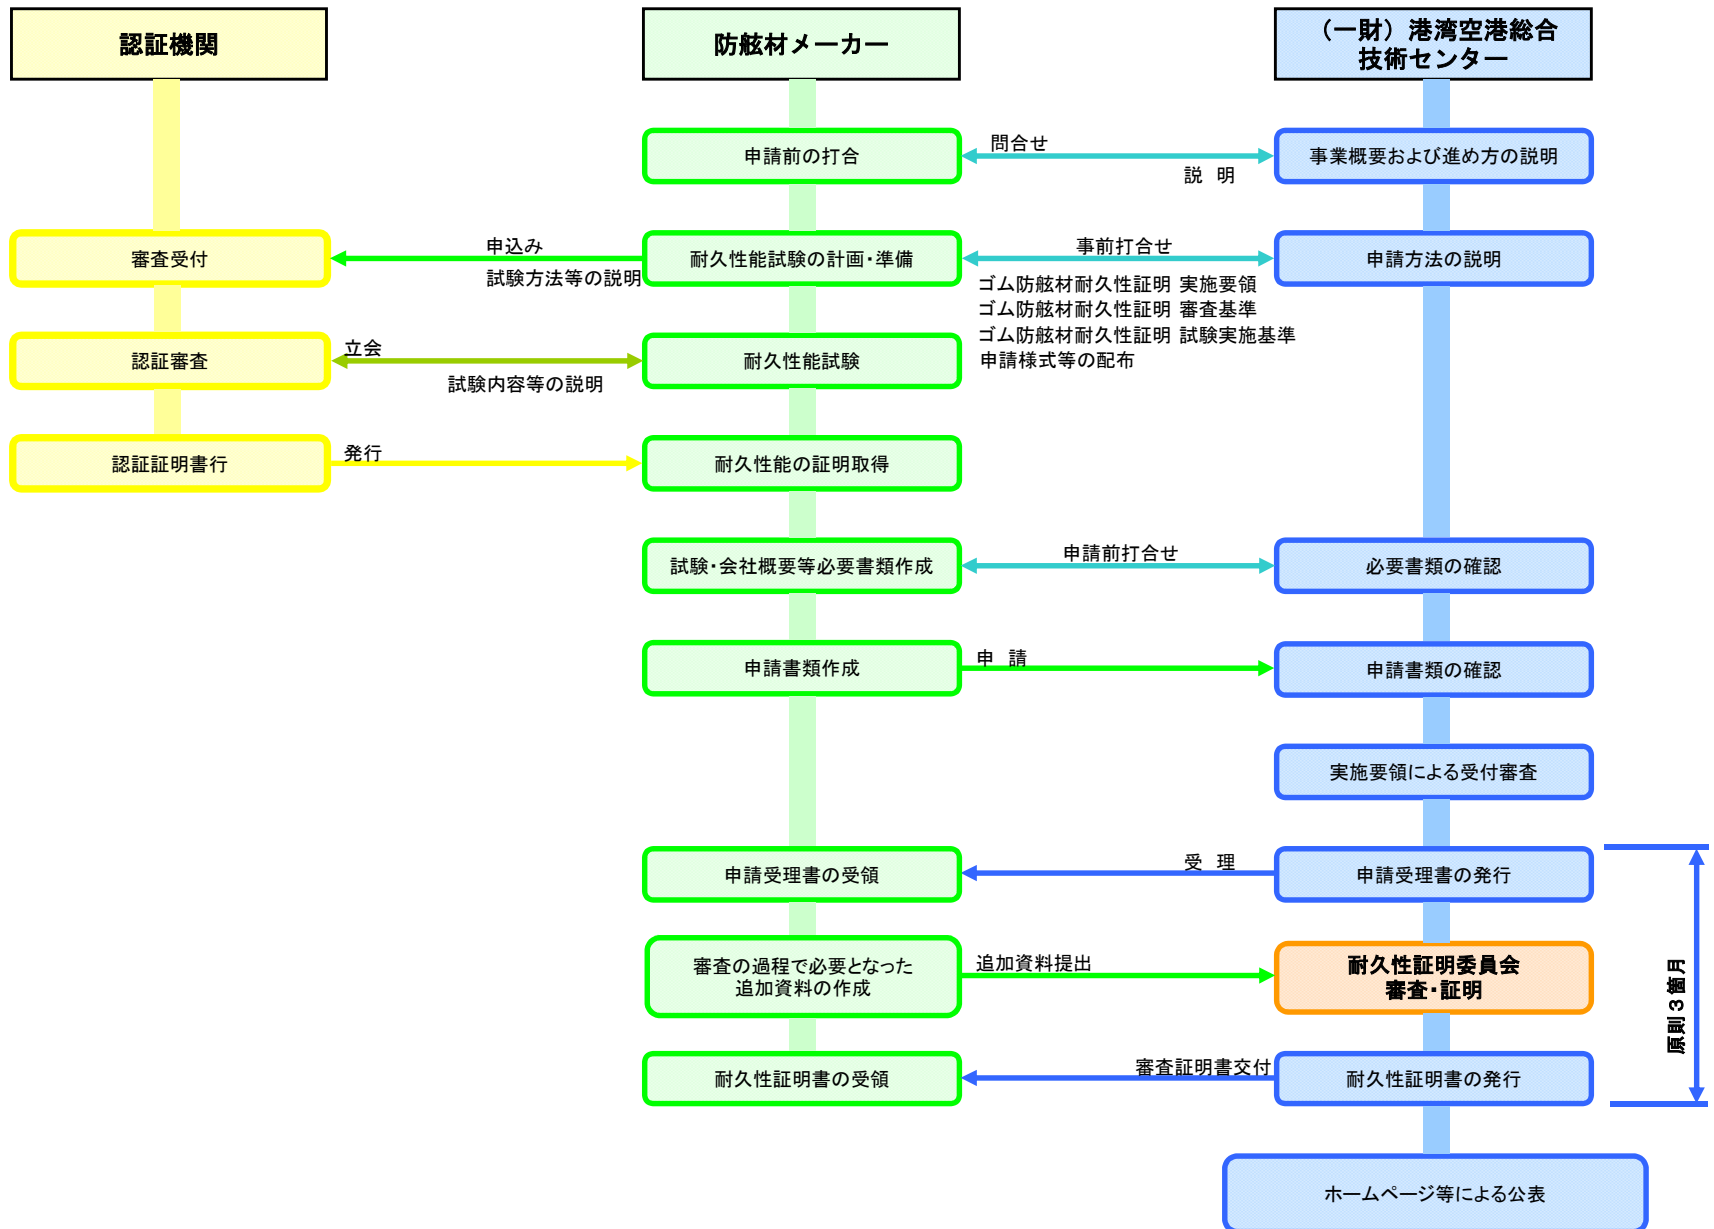 認証機関
防舷材メーカー
（一財）港湾空港総合
技術センター
申請前の打合
問合せ
説 明
事業概要および進め方の説明
審査受付
申込み
試験方法等の説明
耐久性能試験の計画・準備
事前打合せ
申請方法の説明
ゴム防舷材耐久性証明 実施要領
ゴム防舷材耐久性証明 審査基準
ゴム防舷材耐久性証明 試験実施基準
申請様式等の配布
認証審査
立会
試験内容等の説明
耐久性能試験
認証証明書行
発行
耐久性能の証明取得
試験・会社概要等必要書類作成
申請前打合せ
必要書類の確認
申請書類作成
申 請
申請書類の確認
実施要領による受付審査
申請受理書の受領
受 理
申請受理書の発行
審査の過程で必要となった
追加資料の作成
追加資料提出
耐久性証明委員会
審査・証明
原則３箇月
耐久性証明書の受領
審査証明書交付
耐久性証明書の発行
ホームページ等による公表